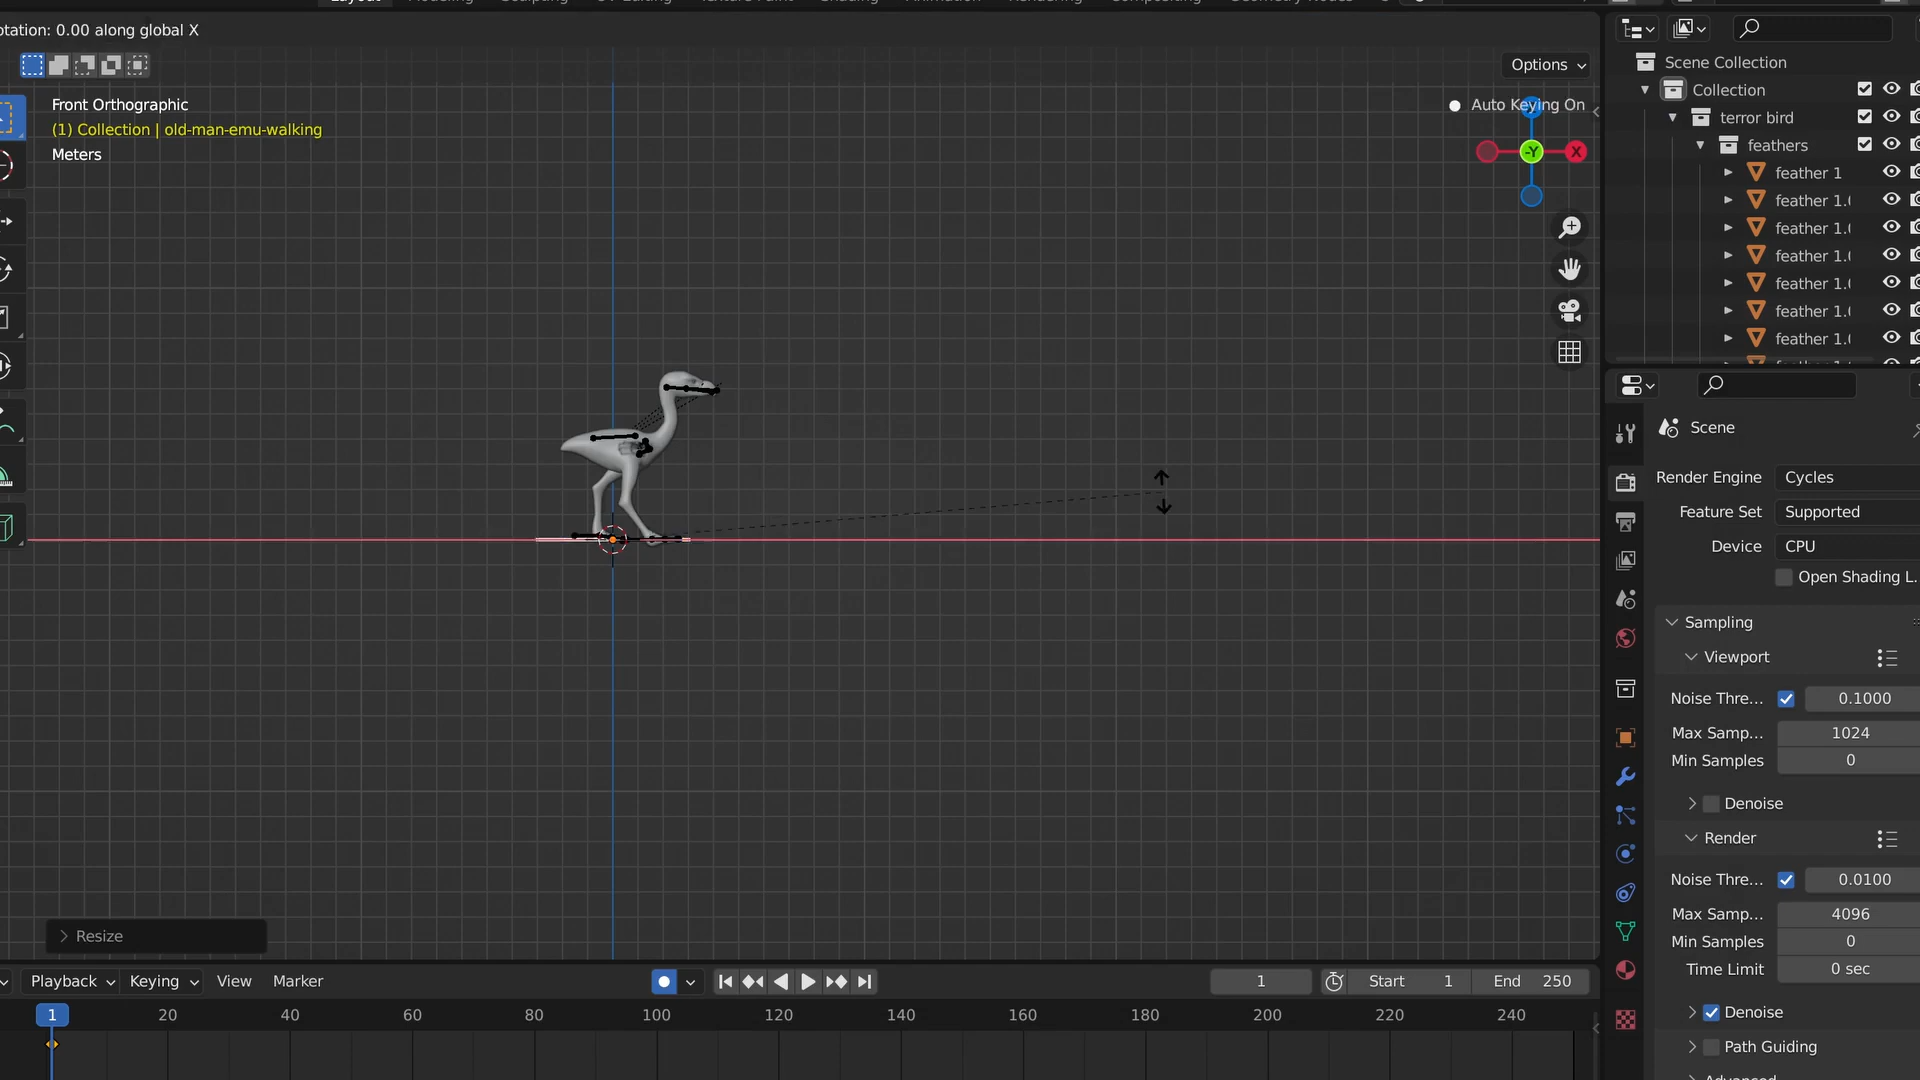 Layout
otation: 0.00 along global X
Options
Front Orthographic
(1) Collection | old-man-emu-walking
Meters
Auto Keying On
-Y
X
Scene Collection
Collection
terror bird
feathers
feather 1
feather 1.
feather 1.
feather 1.
feather 1.
feather 1.
feather 1.
Scene
Render Engine Cycles
Feature Set Supported
Device CPU
Open Shading L.
Sampling
Viewport
Noise Thre... 0.1000
Max Samp... 1024
Min Samples 0
Denoise
Render
Noise Thre... 0.0100
Max Samp... 4096
Min Samples 0
Time Limit 0 sec
Denoise
Path Guiding
Resize
Playback Keying View Marker
1 Start 1 End 250
1 20 40 60 80 100 120 140 160 180 200 220 240